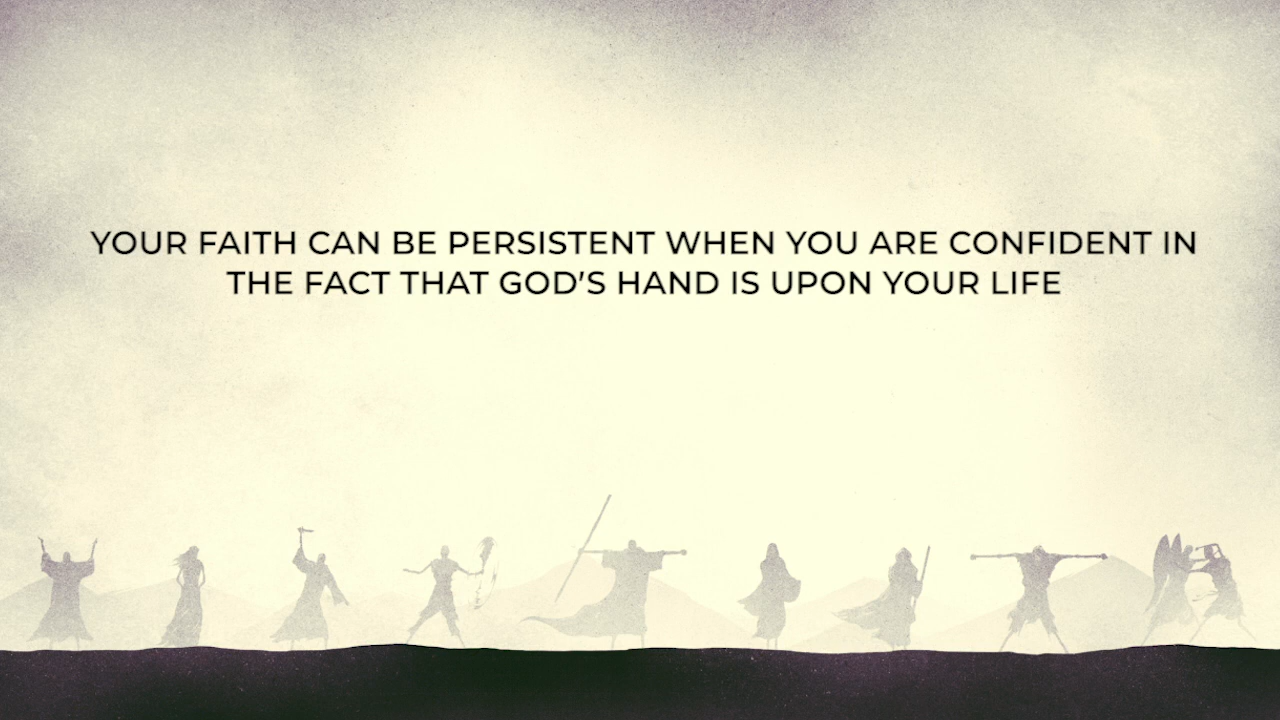 YOUR FAITH CAN BE PERSISTENT WHEN YOU ARE CONFIDENT IN
THE FACT THAT GOD'S HAND IS UPON YOUR LIFE